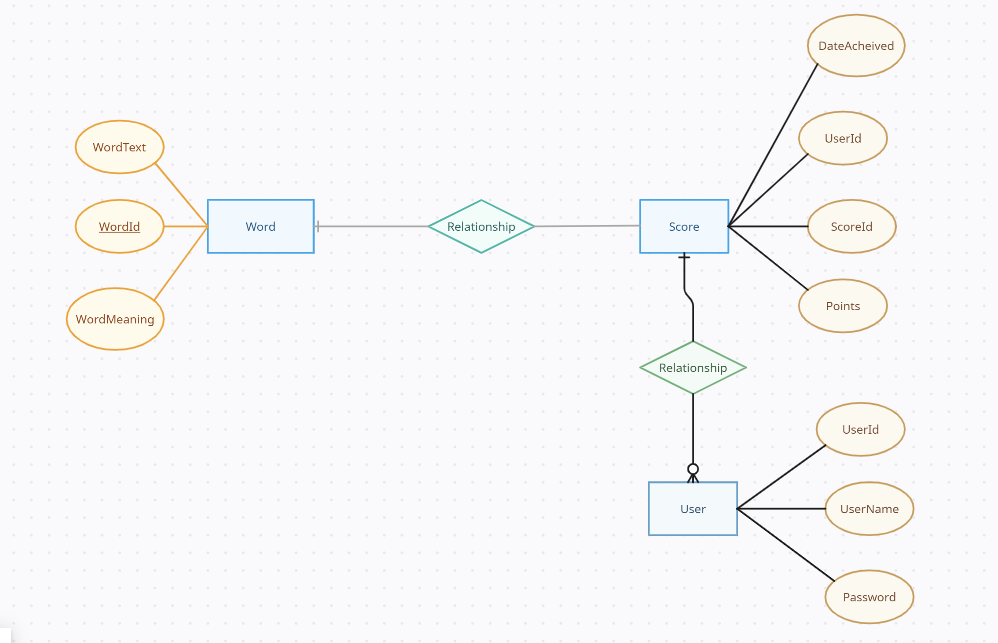 DateAcheived
WordText
UserId
WordId
Word
Relationship
Score
ScoreId
WordMeaning
Points
Relationship
UserId
User
UserName
Password